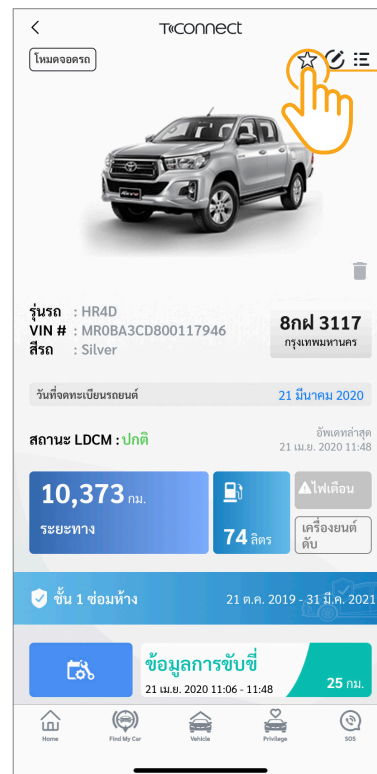 T-CONNECT
โหมดจอดรถ
รุ่นรถ : HR4D
VIN # : MR0BA3CD800117946
สีรถ : Silver
8กฝ 3117
กรุงเทพมหานคร
วันที่จดทะเบียนรถยนต์ 21 มีนาคม 2020
สถานะ LDCM : ปกติ
อัพเดทล่าสุด
21 เม.ย. 2020 11:48
10,373 กม.
ระยะทาง
74 ลิตร
ไฟเตือน
เครื่องยนต์
ดับ
ชั้น 1 ซ่อมห้าง 21 ต.ค. 2019 - 31 มี.ค. 2021
ข้อมูลการขับขี่
21 เม.ย. 2020 11:06 - 11:48
25 กม.
Home Find My Car Vehicle Privilege SOS